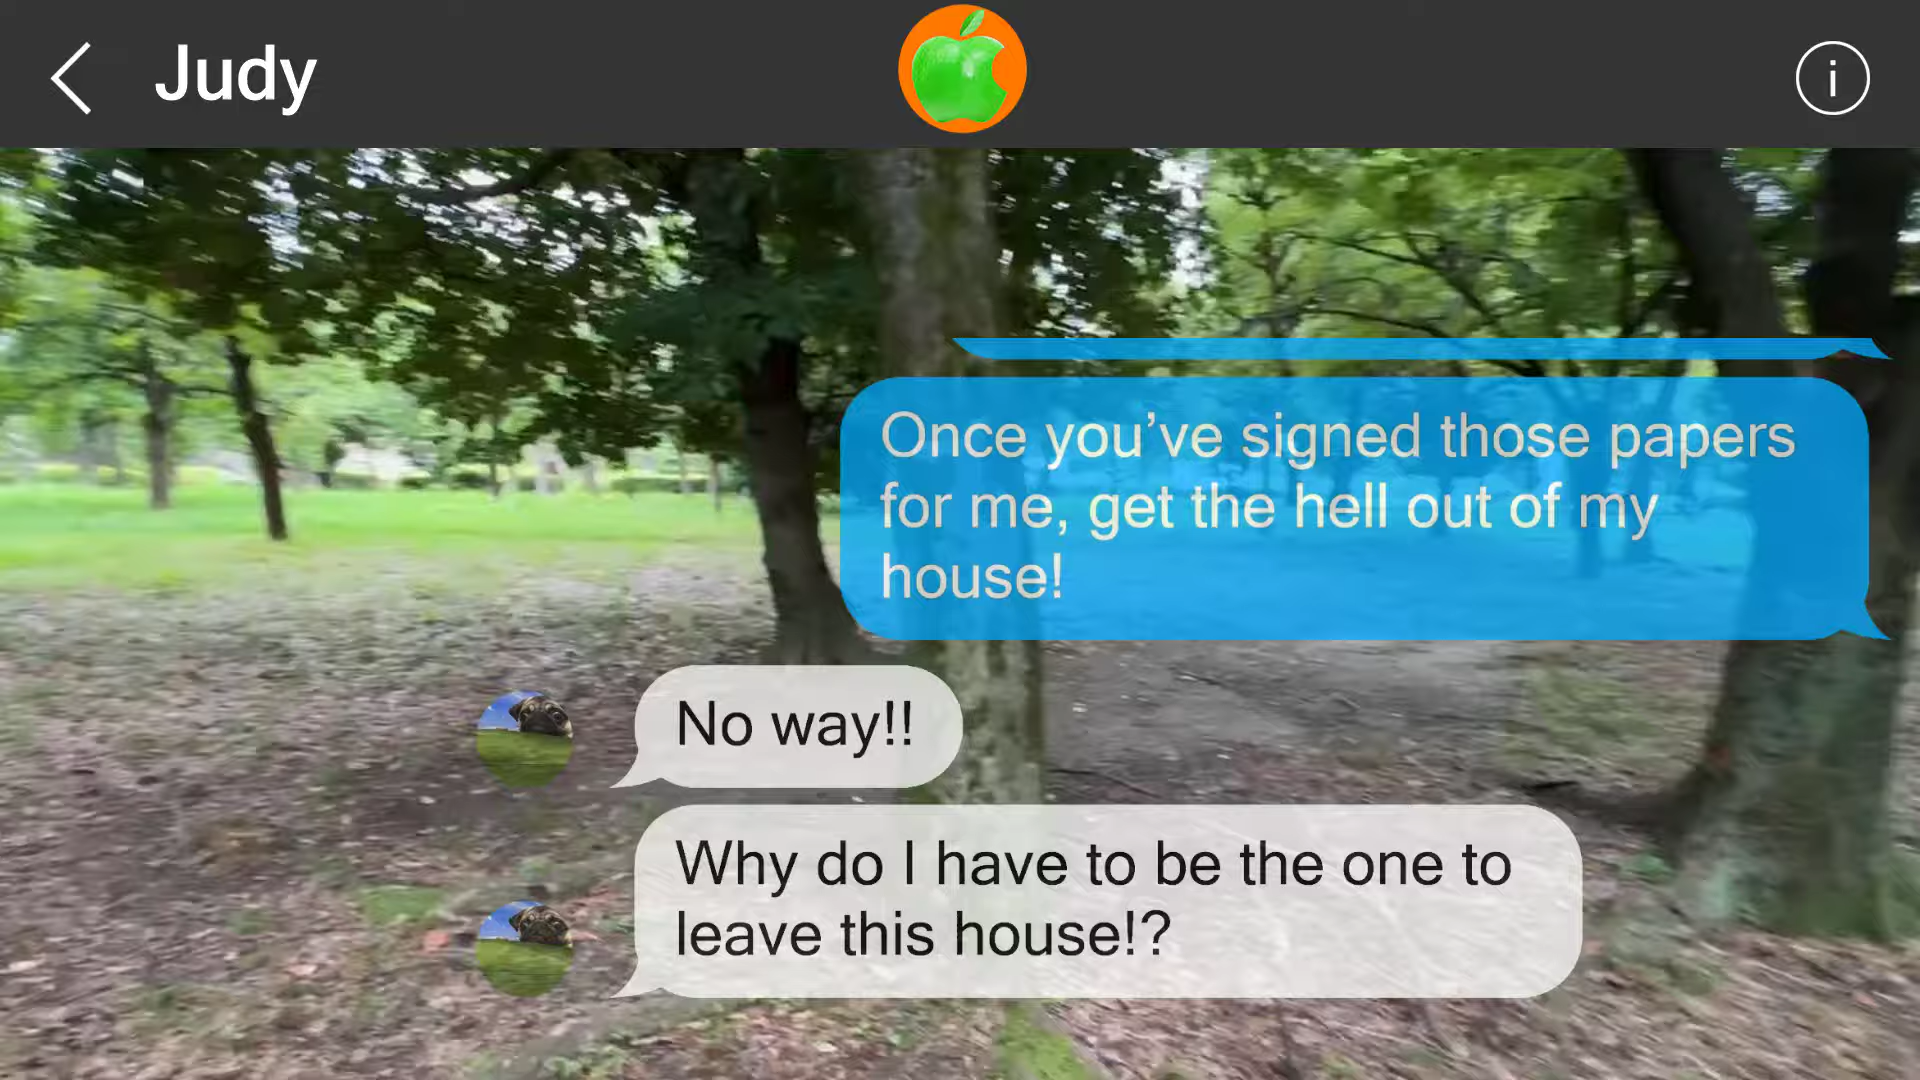 Judy
i
Once you’ve signed those papers
for me, get the hell out of my
house!
No way!!
Why do I have to be the one to
leave this house!?